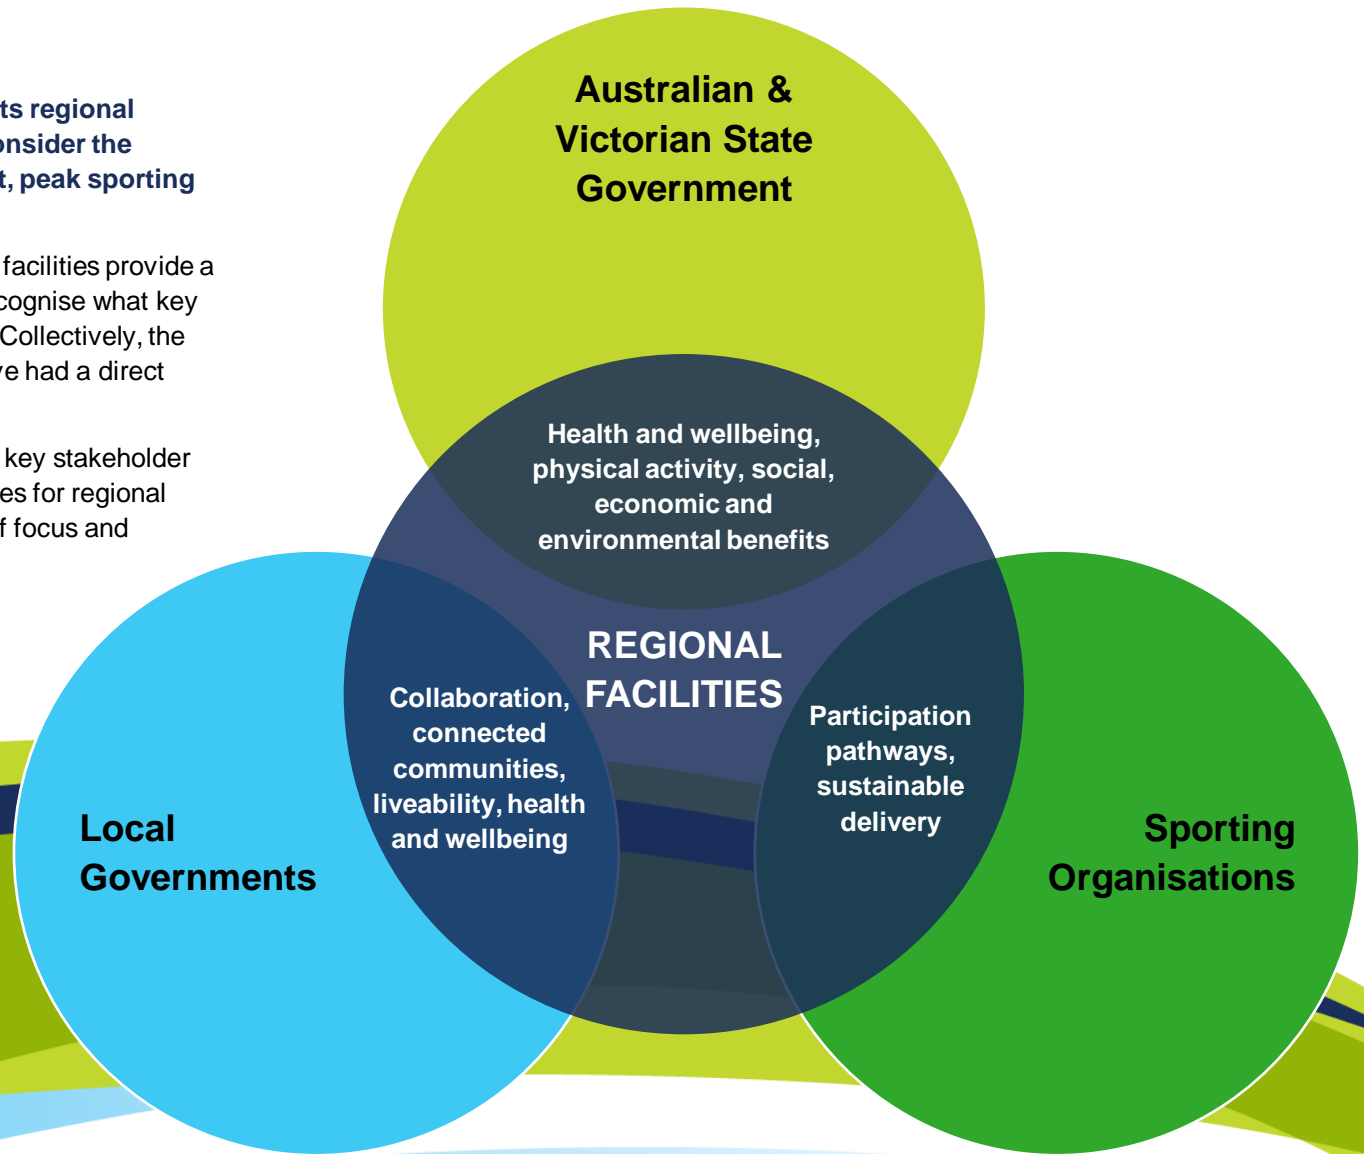 ts regional
onsider the
t, peak sporting
facilities provide a
cognise what key
Collectively, the
ve had a direct
key stakeholder
es for regional
f focus and
Australian &
Victorian State
Government
Health and wellbeing,
physical activity, social,
economic and
environmental benefits
REGIONAL
FACILITIES
Collaboration,
connected
communities,
liveability, health
and wellbeing
Participation
pathways,
sustainable
delivery
Local
Governments
Sporting
Organisations